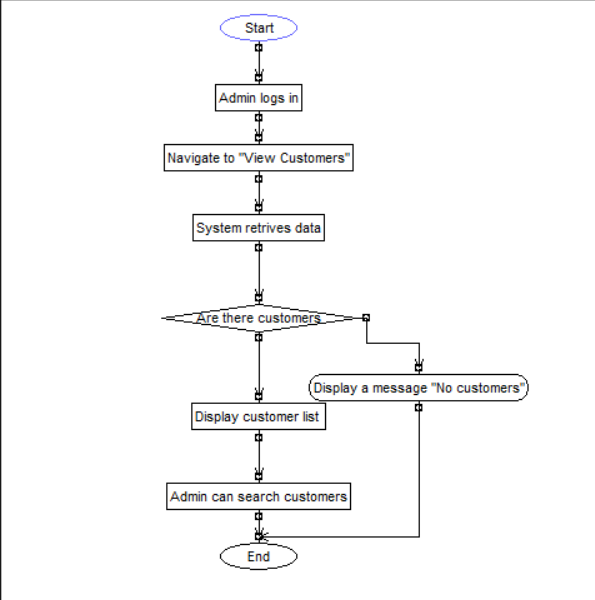 Start
Admin logs in
Navigate to "View Customers"
System retrives data
Are there customers
Display a message "No customers"
Display customer list
Admin can search customers
End